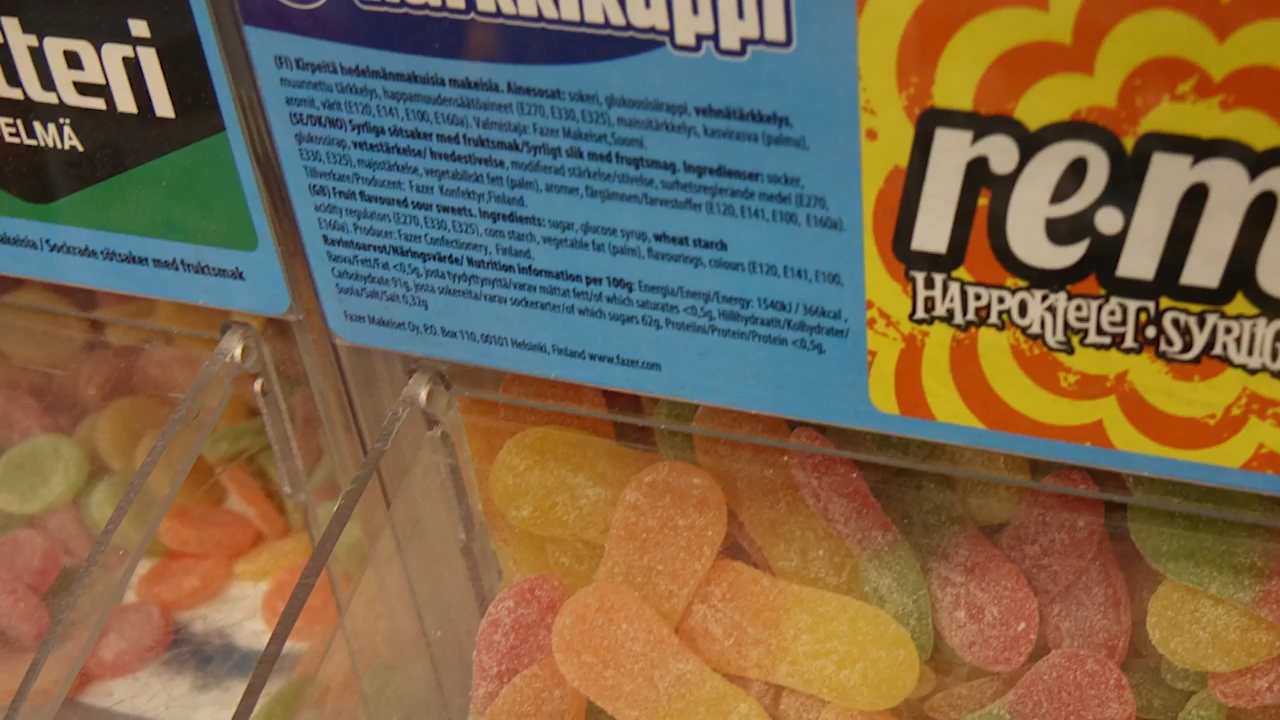 tteri
ELMÄ
/ Sockrade sötsaker med fruktsmak
(FI) Kirpeitä hedelmänmakuisia makeisia. Ainesosat: sokeri, glukoosisiirappi, vehnätärkkelys,
muunnettu tärkkelys, happamuudensäätöaineet (E270, E330, E325), maissitärkkelys, kasvirasva (palmu),
aromit, värit (E120, E141, E100, E160a). Valmistaja: Fazer Makeiset,Suomi.
(SE/DK/NO) Syrliga sötsaker med fruktsmak/Syrligt slik med frugtsmag. Ingredienser: socker,
glukossirap, vetestärkelse/ hvedestivelse, modifierad stärkelse/stivelse, surhetsreglerande medel (E270,
E330, E325), majsstärkelse, vegetabiliskt fett (palm), aromer, färgämnen/farvestoffer (E120, E141, E100, E160a).
Tillverkare/Producent: Fazer Konfektyr,Finland.
(GB) Fruit flavoured sour sweets. Ingredients: sugar, glucose syrup, wheat starch
acidity regulators (E270, E330, E325), corn starch, vegetable fat (palm), flavourings, colours (E120, E141, E100,
E160a). Producer: Fazer Confectionery, Finland.
Ravintoarvot/Näringsvärde/ Nutrition information per 100g: Energia/Energi/Energy: 1540kJ / 366kcal,
Rasva/Fett/Fat <0,5g, josta tyydyttynyttä/varav mättat fett/of which saturates <0,5g, Hiilihydraatit/Kolhydrater/
Carbohydrate 91g, josta sokereita/varav sockerarter/of which sugars 62g, Proteiini/Protein/Protein <0,5g,
Suola/Salt/Salt 0,32g
Fazer Makeiset Oy, P.O. Box 110, 00101 Helsinki, Finland www.fazer.com
re.m
HAPPOKIELET·SYRLIG